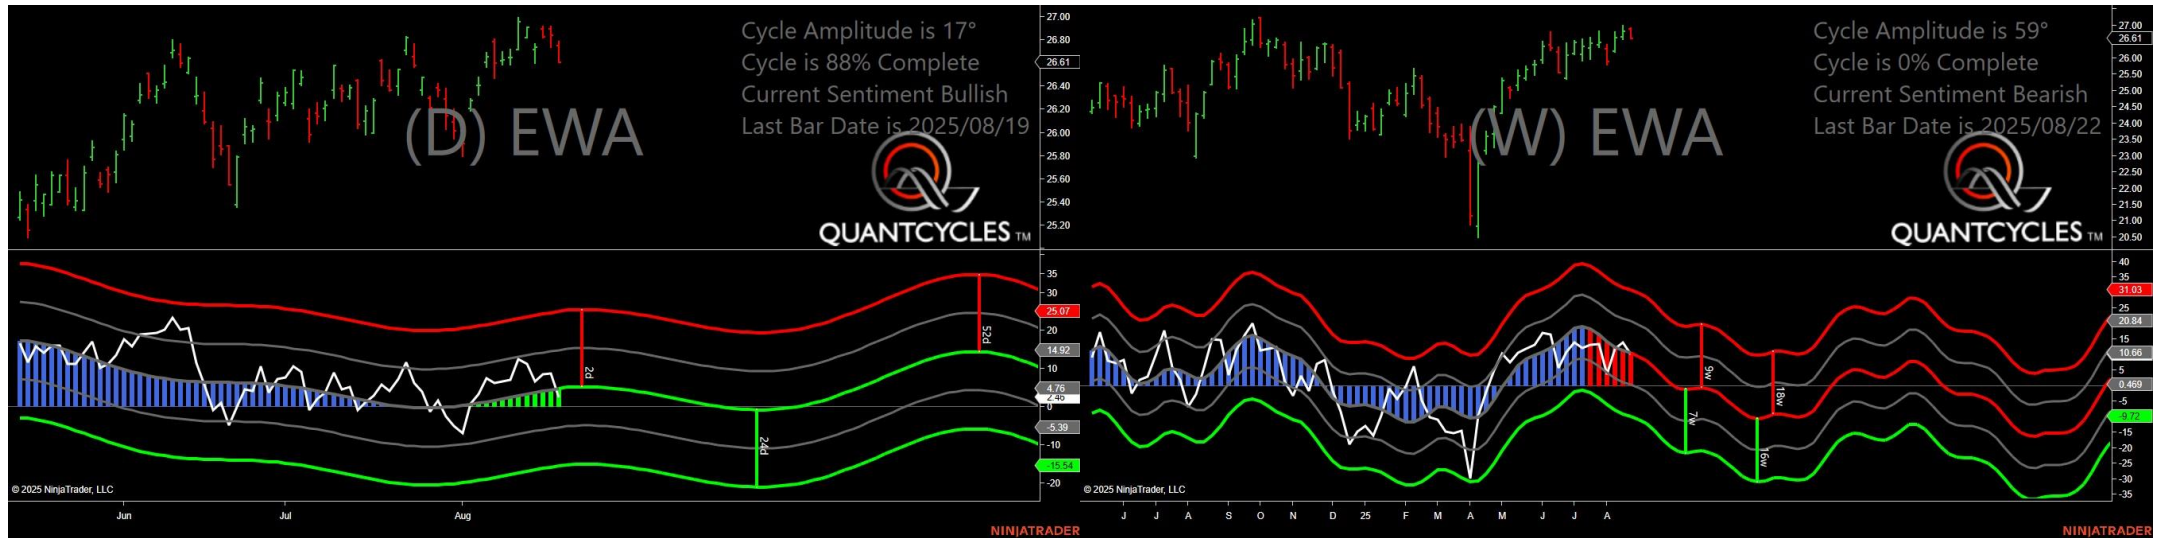 Cycle Amplitude is 17°
Cycle is 88% Complete
Current Sentiment Bullish
Last Bar Date is 2025/08/19
(D) EWA
QUANTCYCLES TM
27.00
26.80
26.61
26.40
26.20
26.00
25.80
25.60
25.40
25.20
35
30
25.07
20
14.92
10
4.76
2.46
0
-5.39
-10
-15.54
-20
2d
24d
52d
© 2025 NinjaTrader, LLC
Jun Jul Aug
NINJATRADER
Cycle Amplitude is 59°
Cycle is 0% Complete
Current Sentiment Bearish
Last Bar Date is 2025/08/22
(W) EWA
QUANTCYCLES TM
27.00
26.61
26.00
25.50
25.00
24.50
24.00
23.50
23.00
22.50
22.00
21.50
21.00
20.50
40
35
31.03
25
20.84
15
10.66
5
0.469
-5
-9.72
-15
-20
-25
-30
-35
9w
7w
18w
16w
© 2025 NinjaTrader, LLC
J J A S O N D 25 F M A M J J A
NINJATRADER